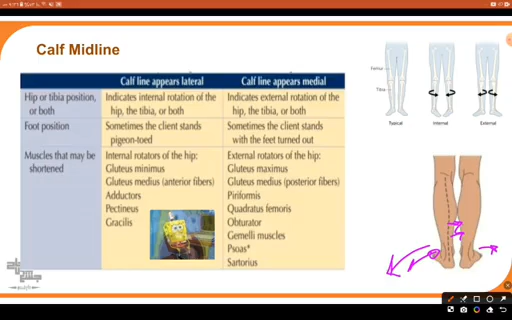 Calf Midline
Calf line appears lateral
Calf line appears medial
Hip or tibia position,
or both
Indicates internal rotation of the
hip, the tibia, or both
Indicates external rotation of the
hip, the tibia, or both
Foot position
Sometimes the client stands
pigeon-toed
Sometimes the client stands
with the feet turned out
Muscles that may be
shortened
Internal rotators of the hip:
Gluteus minimus
Gluteus medius (anterior fibers)
Adductors
Pectineus
Gracilis
External rotators of the hip:
Gluteus maximus
Gluteus medius (posterior fibers)
Piriformis
Quadratus femoris
Obturator
Gemelli muscles
Psoas*
Sartorius
Femur
Tibia
Typical
Internal
External